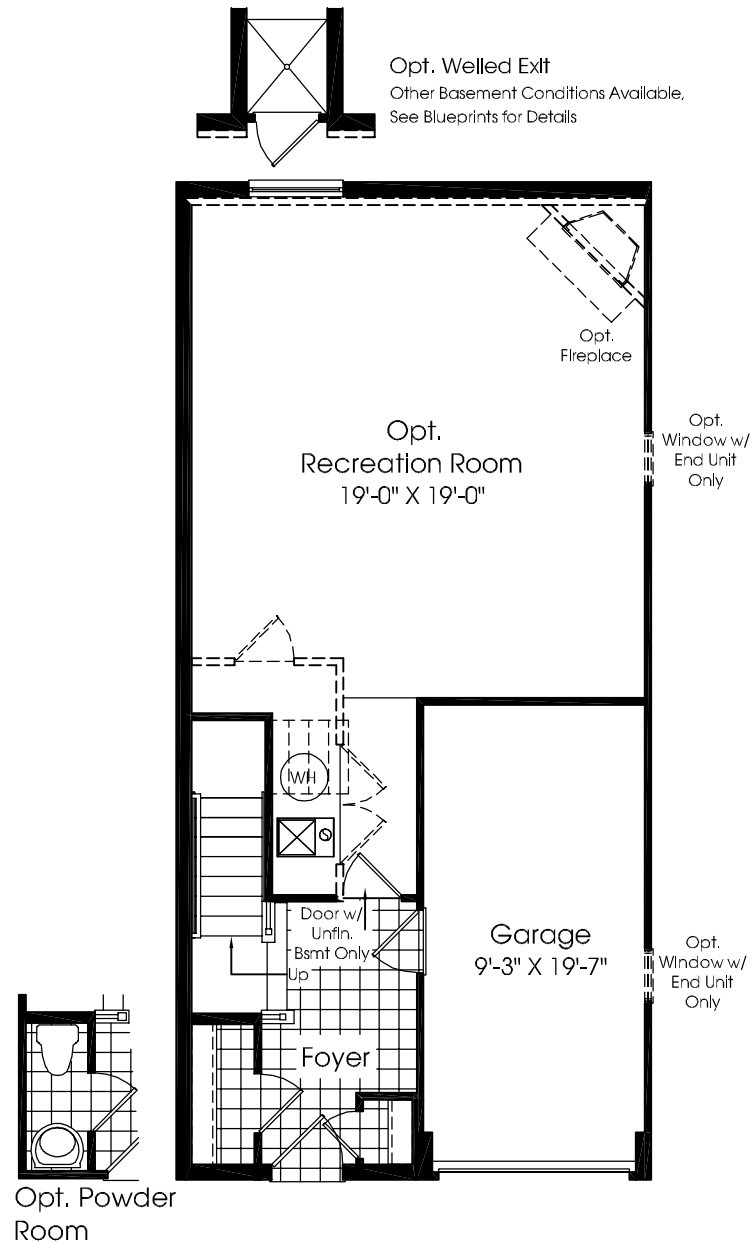 Opt. Welled Exit
Other Basement Conditions Available,
See Blueprints for Details
Opt.
Fireplace
Opt.
Window w/
End Unit
Only
Opt.
Recreation Room
19'-0" X 19'-0"
WH
Door w/
Unfin.
Bsmt Only
Up
Garage
9'-3" X 19'-7"
Opt.
Window w/
End Unit
Only
Foyer
Opt. Powder
Room